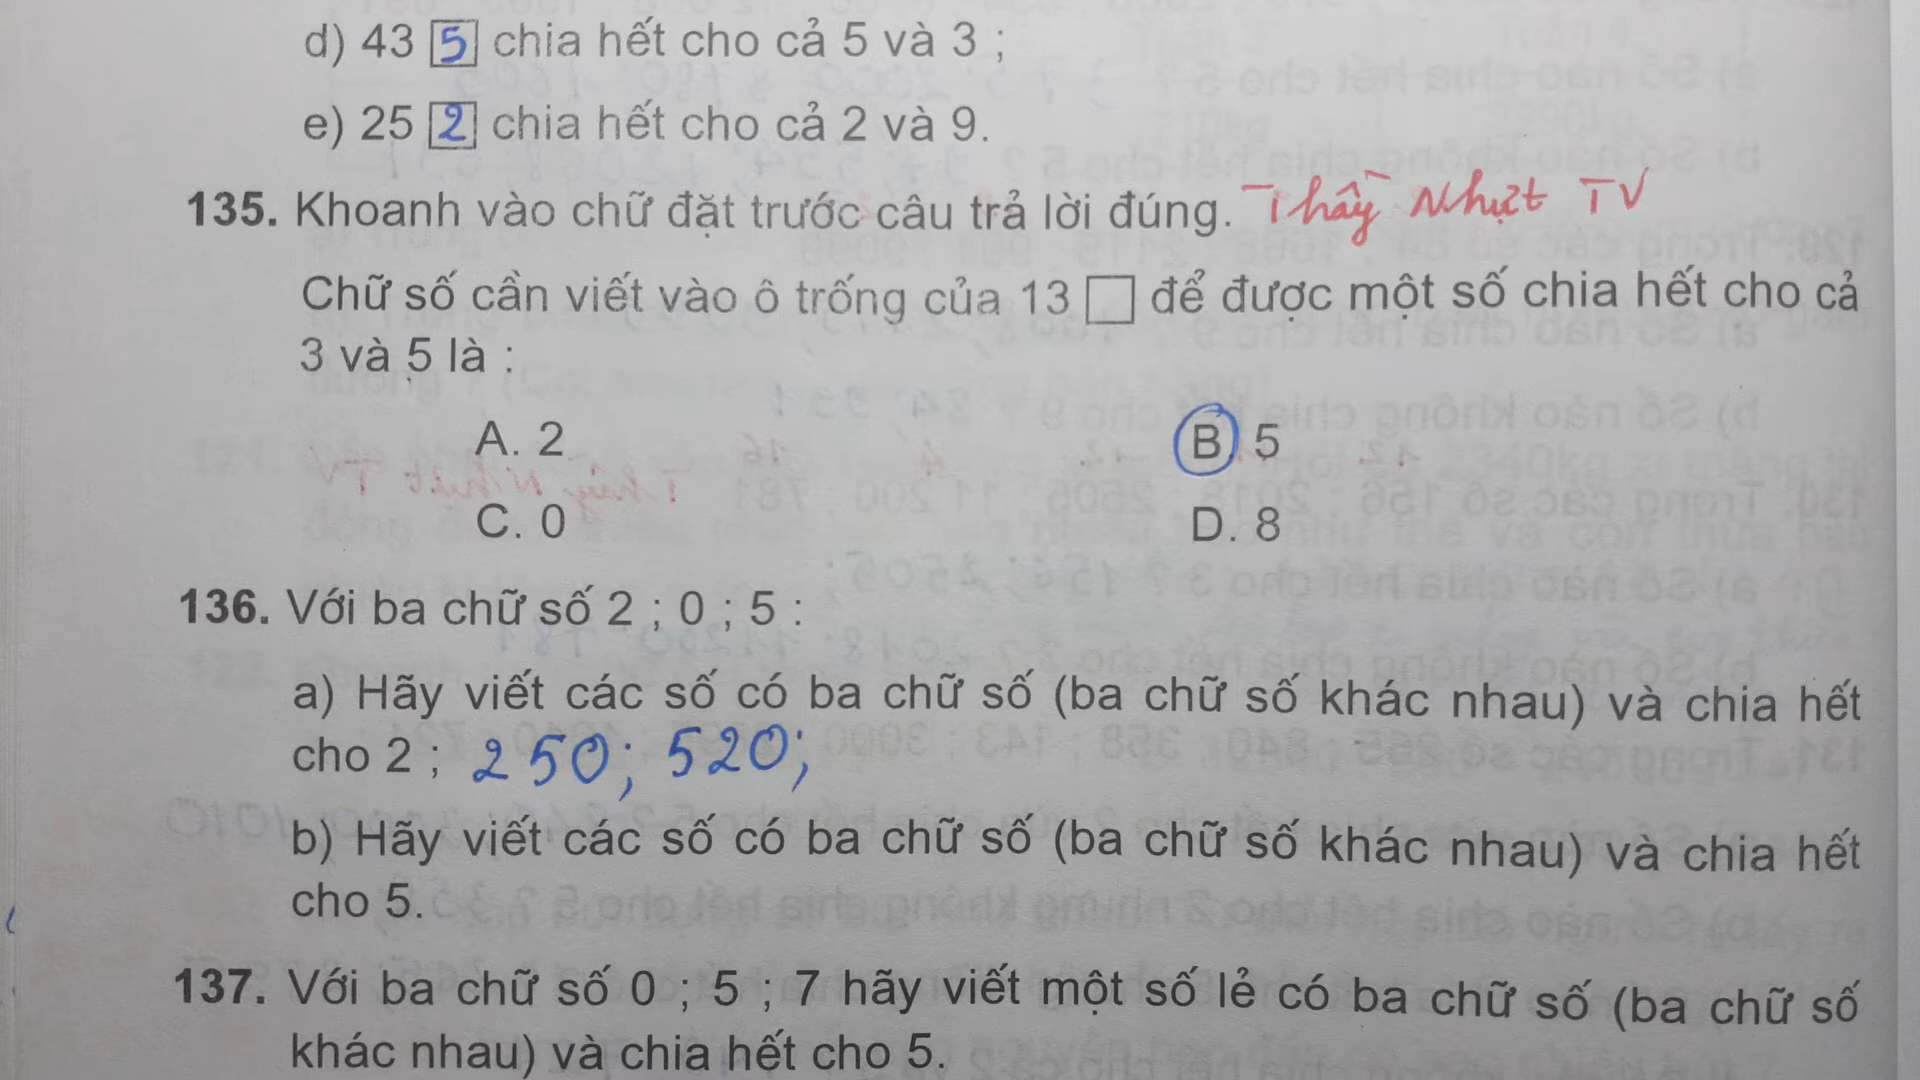 d) 43 5 chia hết cho cả 5 và 3 ;
e) 25 2 chia hết cho cả 2 và 9.
135. Khoanh vào chữ đặt trước câu trả lời đúng. Thầy Nhựt TV
Chữ số cần viết vào ô trống của 13 □ để được một số chia hết cho cả
3 và 5 là :
A. 2 B. 5
C. 0 D. 8
136. Với ba chữ số 2 ; 0 ; 5 :
a) Hãy viết các số có ba chữ số (ba chữ số khác nhau) và chia hết
cho 2 ; 250; 520;
b) Hãy viết các số có ba chữ số (ba chữ số khác nhau) và chia hết
cho 5.
137. Với ba chữ số 0 ; 5 ; 7 hãy viết một số lẻ có ba chữ số (ba chữ số
khác nhau) và chia hết cho 5.